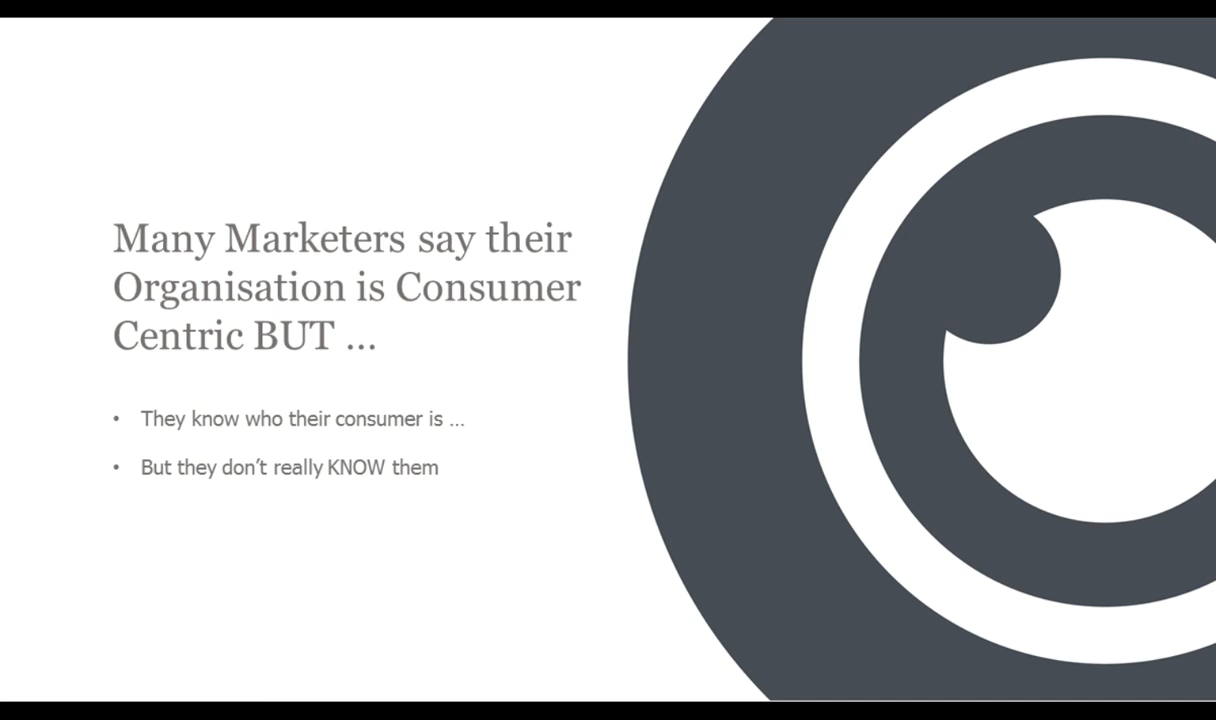 Many Marketers say their
Organisation is Consumer
Centric BUT ...
• They know who their consumer is ...
• But they don’t really KNOW them